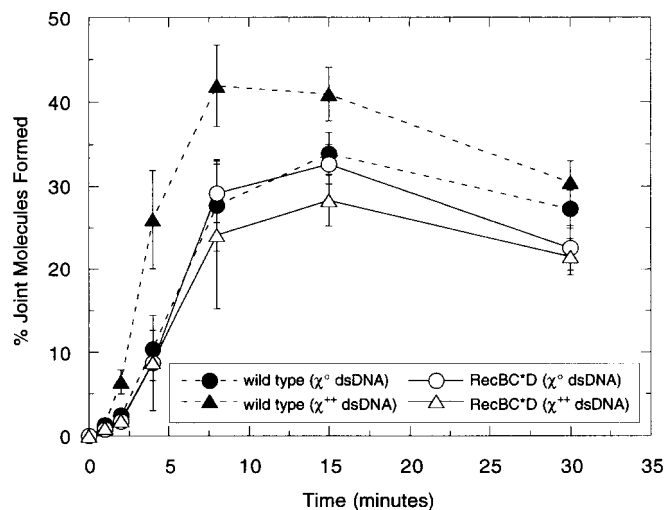 50
40
30
20
10
0
% Joint Molecules Formed
wild type (χ° dsDNA)
RecBC*D (χ° dsDNA)
wild type (χ⁺⁺ dsDNA)
RecBC*D (χ⁺⁺ dsDNA)
0 5 10 15 20 25 30 35
Time (minutes)